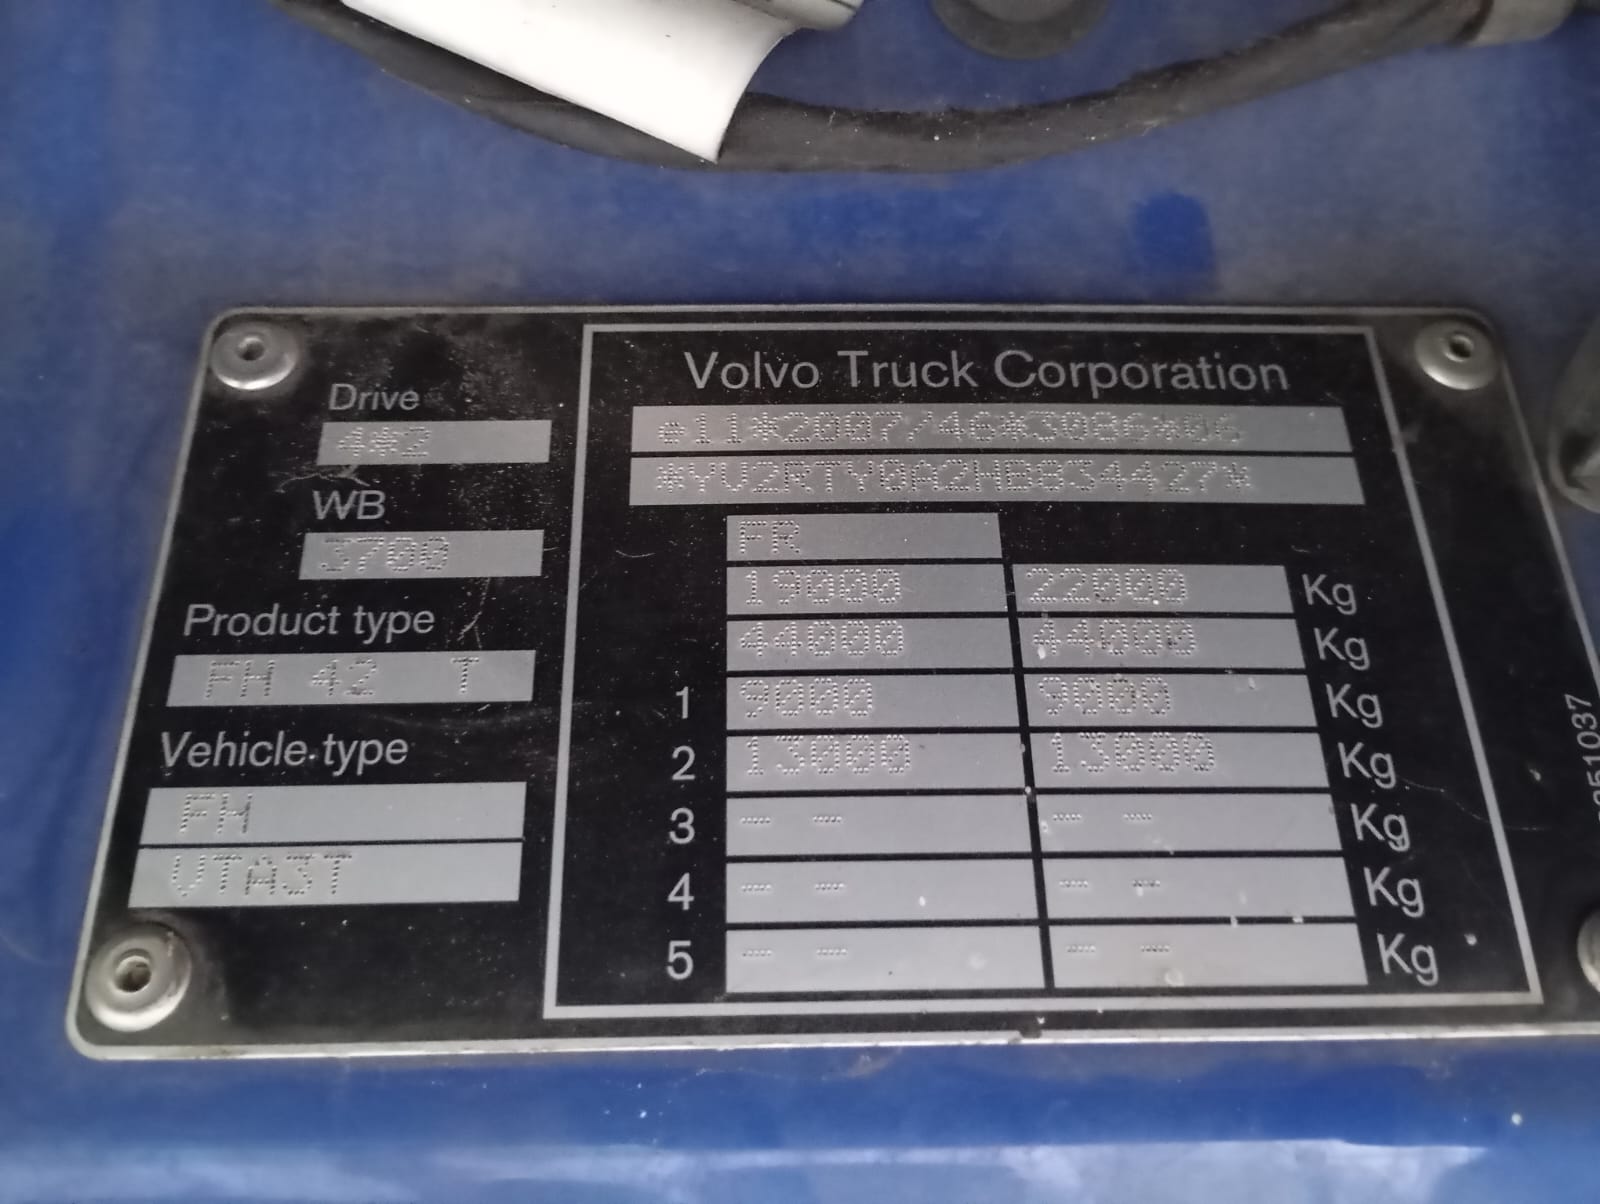 Volvo Truck Corporation
Drive
4*2
WB
3700
Product type
FH 42 T
Vehicle type
FH
VTA3T
e11*2007/46*3086*06
*YV2RTY0A2HB834427*
FR
19000 22000 Kg
44000 44000 Kg
1 9000 9000 Kg
2 13000 13000 Kg
3 -- -- -- -- Kg
4 -- -- -- -- Kg
5 -- -- -- -- Kg